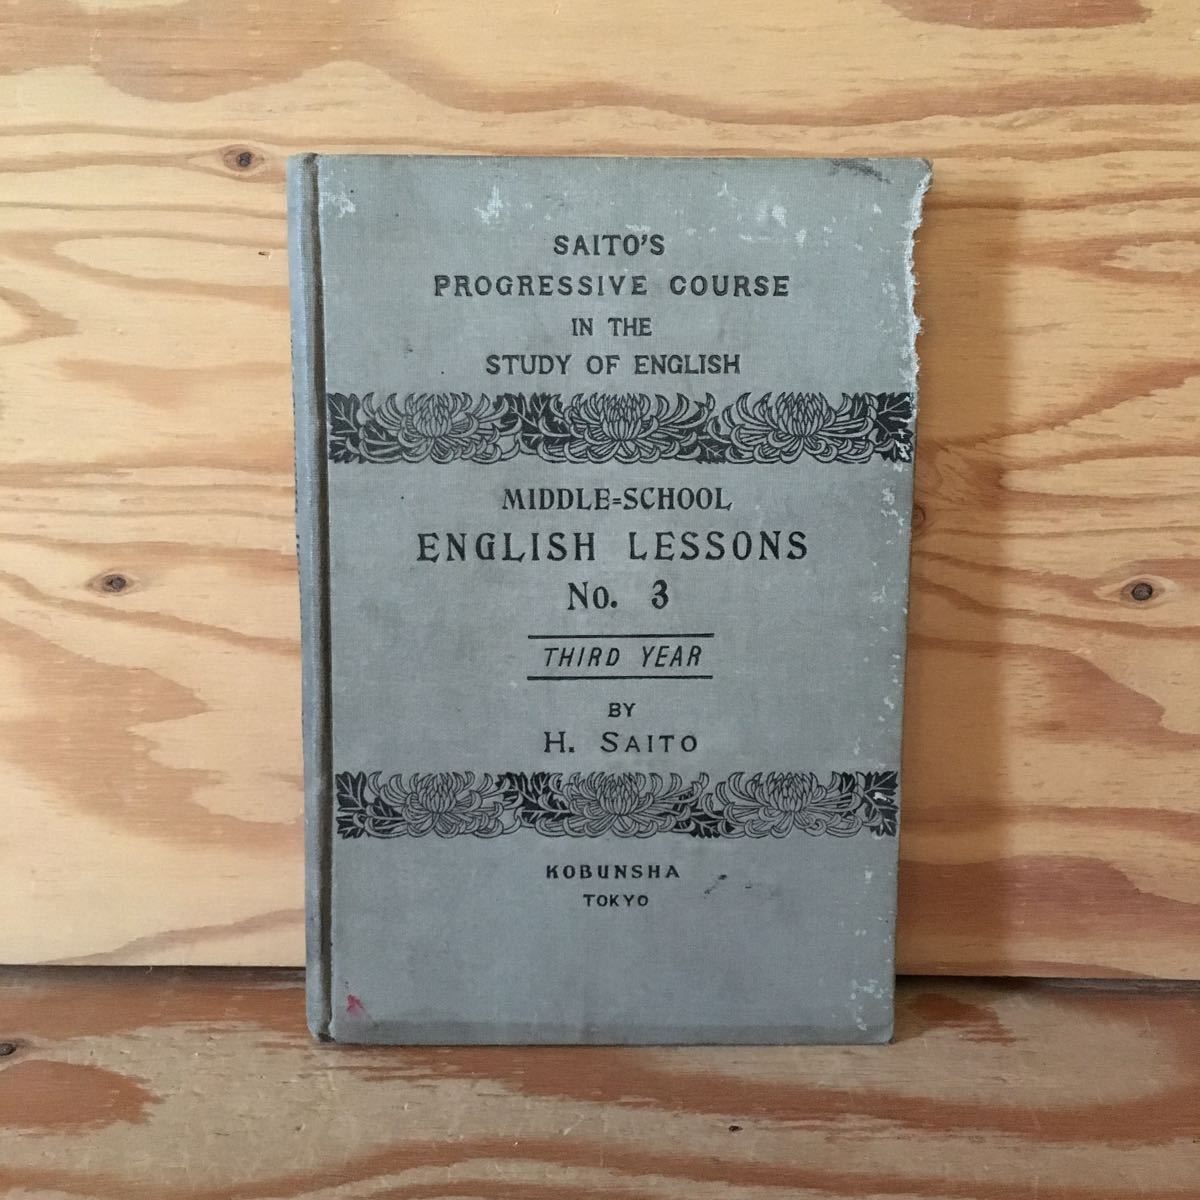 SAITO'S
PROGRESSIVE COURSE
IN THE
STUDY OF ENGLISH
MIDDLE=SCHOOL
ENGLISH LESSONS
No. 3
THIRD YEAR
BY
H. SAITO
KOBUNSHA
TOKYO